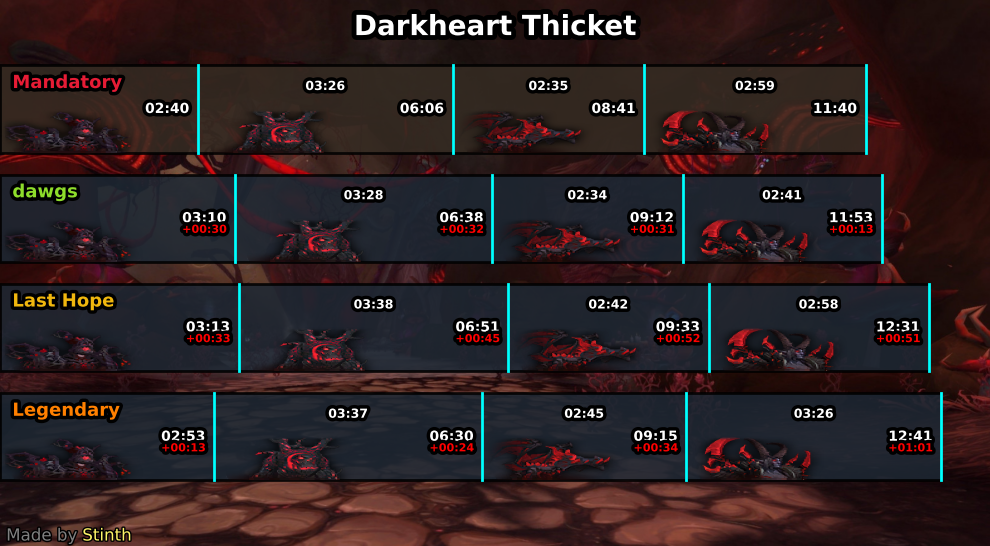 Darkheart Thicket
Mandatory
03:26 02:35 02:59
02:40 06:06 08:41 11:40
dawgs
03:28 02:34 02:41
03:10 06:38 09:12 11:53
+00:30 +00:32 +00:31 +00:13
Last Hope
03:38 02:42 02:58
03:13 06:51 09:33 12:31
+00:33 +00:45 +00:52 +00:51
Legendary
03:37 02:45 03:26
02:53 06:30 09:15 12:41
+00:13 +00:24 +00:34 +01:01
Made by Stinth